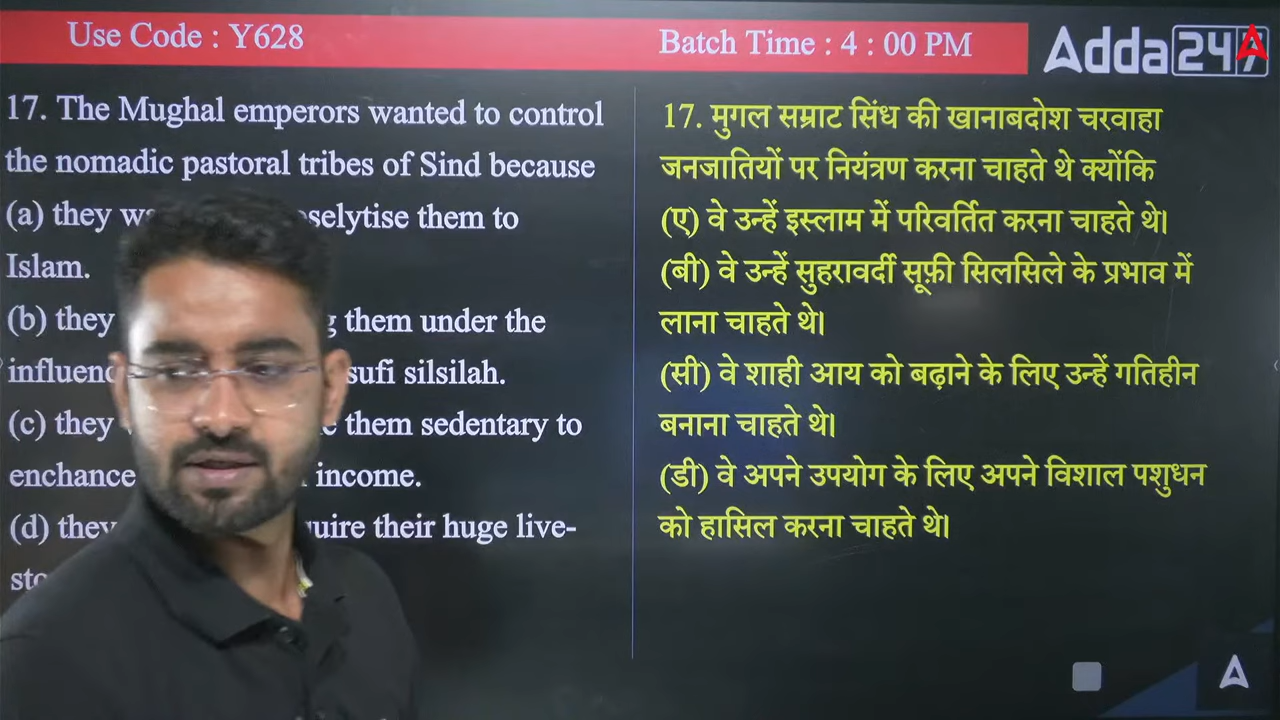 Use Code : Y628
Batch Time : 4 : 00 PM
Adda247
17. The Mughal emperors wanted to control
the nomadic pastoral tribes of Sind because
(a) they them to
Islam.
(b) they them under the
sufi silsilah.
(c) they them sedentary to
enchance income.
(d) they their huge live-
17. मुगल सम्राट सिंध की खानाबदोश चरवाहा
जनजातियों पर नियंत्रण करना चाहते थे क्योंकि
(ए) वे उन्हें इस्लाम में परिवर्तित करना चाहते थे।
(बी) वे उन्हें सुहरावर्दी सूफ़ी सिलसिले के प्रभाव में
लाना चाहते थे।
(सी) वे शाही आय को बढ़ाने के लिए उन्हें गतिहीन
बनाना चाहते थे।
(डी) वे अपने उपयोग के लिए अपने विशाल पशुधन
को हासिल करना चाहते थे।